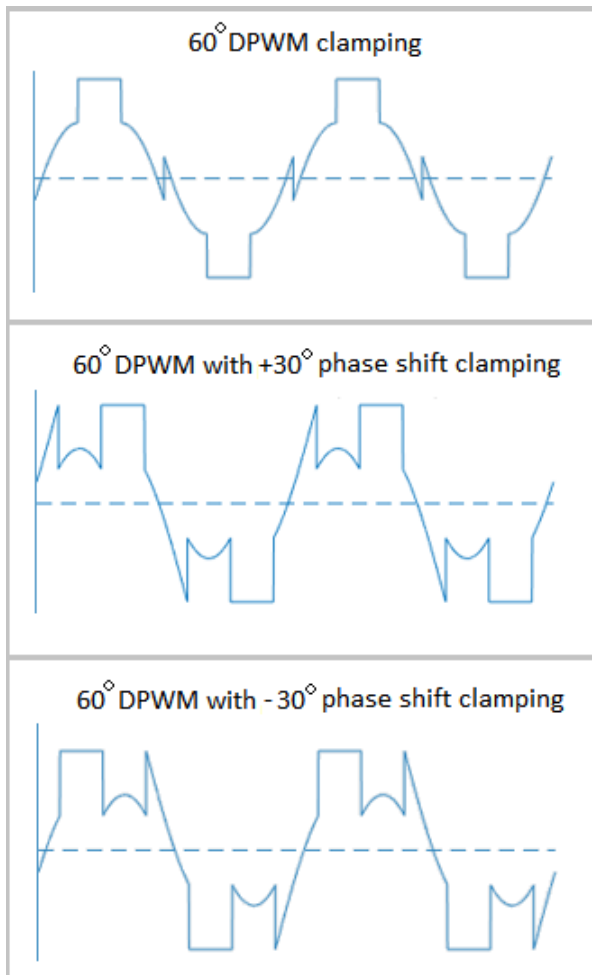 60° DPWM clamping
60° DPWM with +30° phase shift clamping
60° DPWM with - 30° phase shift clamping